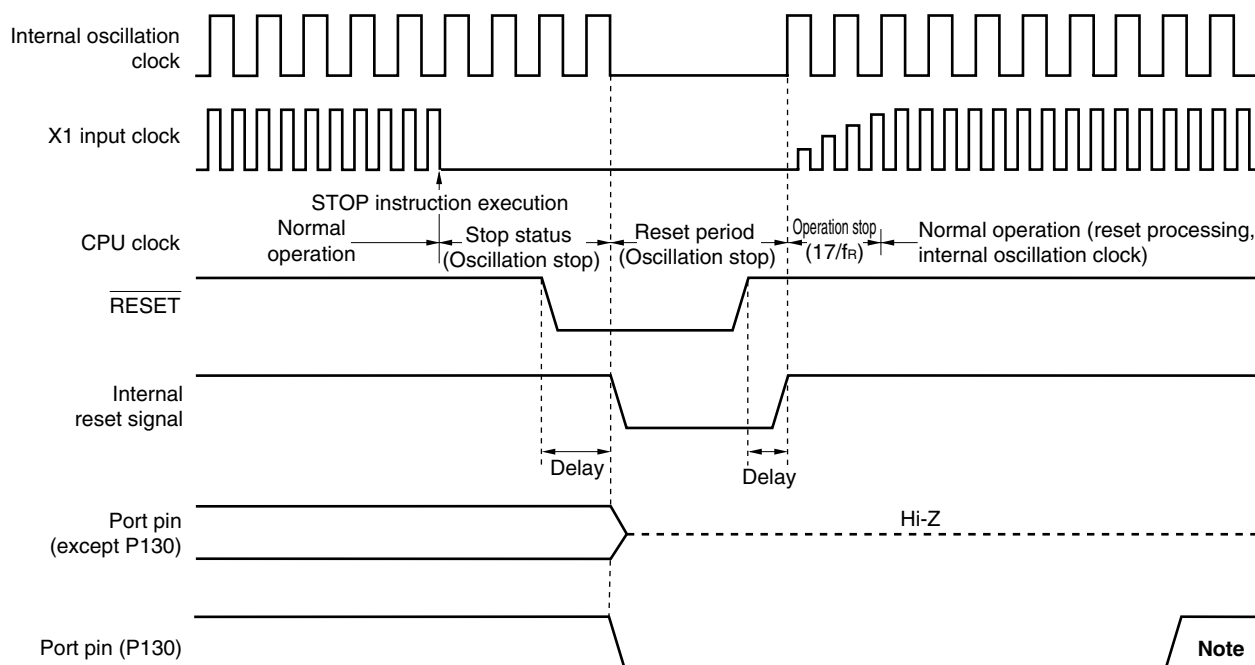 Internal oscillation
clock
X1 input clock
STOP instruction execution
CPU clock
Normal
operation
Stop status
(Oscillation stop)
Reset period
(Oscillation stop)
Operation stop
(17/fR)
Normal operation (reset processing,
internal oscillation clock)
RESET
Internal
reset signal
Delay
Delay
Port pin
(except P130)
Hi-Z
Port pin (P130)
Note